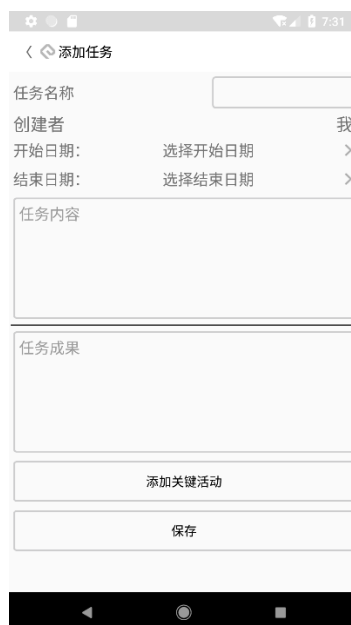 7:31
添加任务
任务名称
创建者 我
开始日期： 选择开始日期
结束日期： 选择结束日期
任务内容
任务成果
添加关键活动
保存